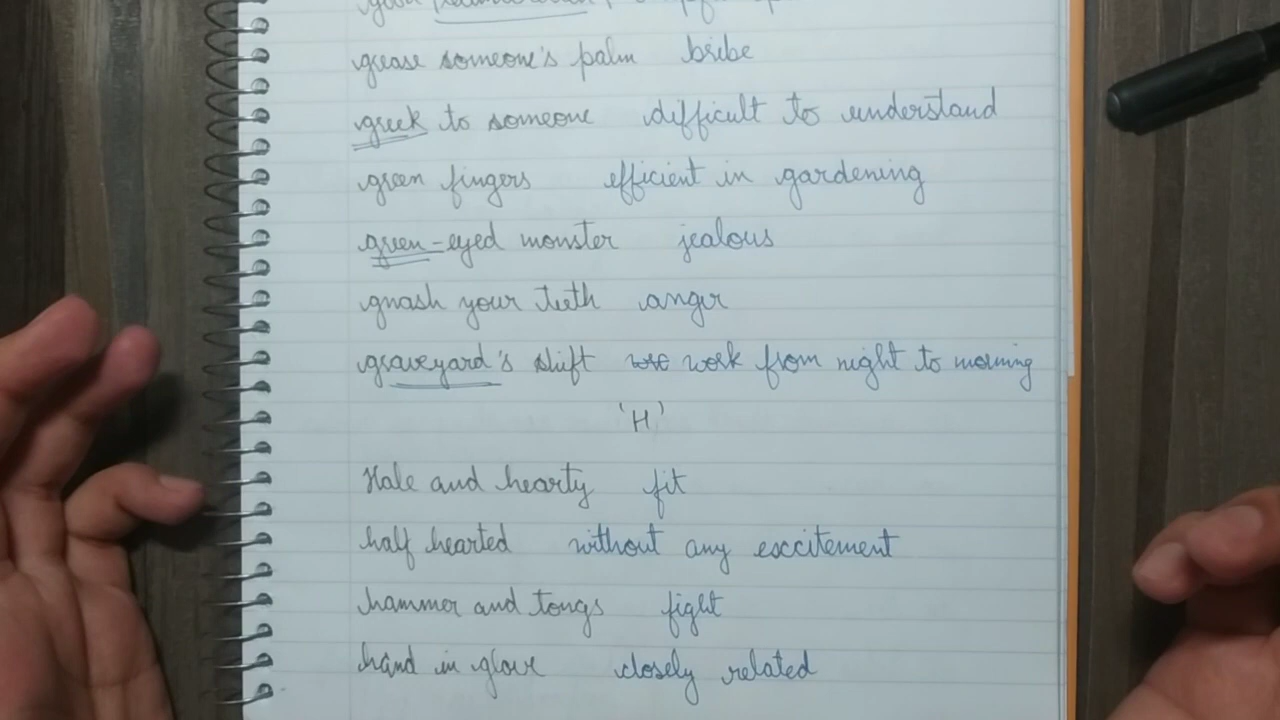 grease someone's palm bribe
greek to someone difficult to understand
green fingers efficient in gardening
green-eyed monster jealous
gnash your teeth anger
graveyard's shift work from night to morning
'H'
Hale and hearty fit
half hearted without any excitement
hammer and tongs fight
hand in glove closely related